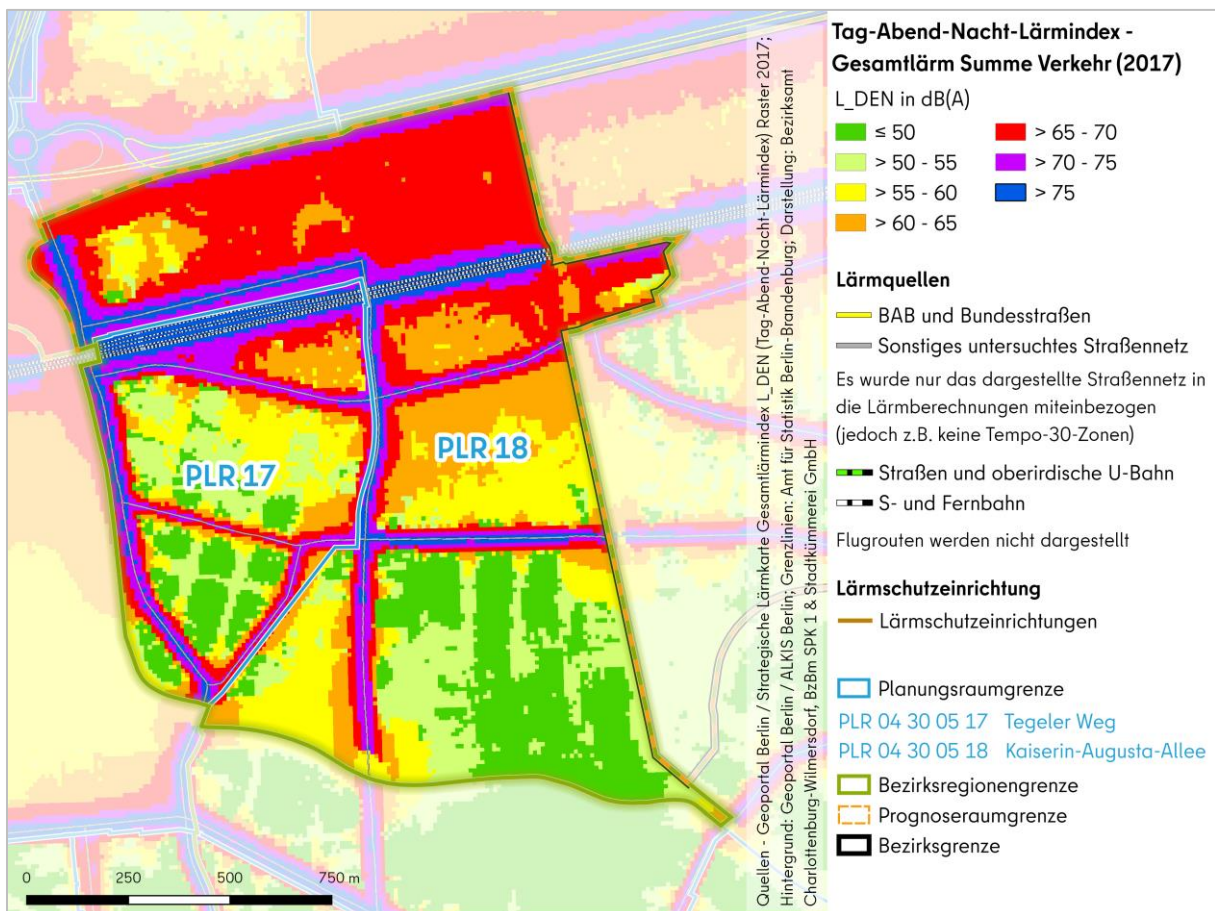 Tag-Abend-Nacht-Lärmindex -
Gesamtlärm Summe Verkehr (2017)
L_DEN in dB(A)
≤ 50
> 50 - 55
> 55 - 60
> 60 - 65
> 65 - 70
> 70 - 75
> 75
Lärmquellen
BAB und Bundesstraßen
Sonstiges untersuchtes Straßennetz
Es wurde nur das dargestellte Straßennetz in
die Lärmberechnungen miteinbezogen
(jedoch z.B. keine Tempo-30-Zonen)
Straßen und oberirdische U-Bahn
S- und Fernbahn
Flugrouten werden nicht dargestellt
Lärmschutzeinrichtung
Lärmschutzeinrichtungen
Planungsraumgrenze
PLR 04 30 05 17 Tegeler Weg
PLR 04 30 05 18 Kaiserin-Augusta-Allee
Bezirksregionengrenze
Prognoseraumgrenze
Bezirksgrenze
PLR 17
PLR 18
0 250 500 750 m
Quellen - Geoportal Berlin / Strategische Lärmkarte Gesamtlärmindex L_DEN (Tag-Abend-Nacht-Lärmindex) Raster 2017;
Hintergrund: Geoportal Berlin / ALKIS Berlin; Grenzlinien: Amt für Statistik Berlin-Brandenburg; Darstellung: Bezirksamt
Charlottenburg-Wilmersdorf, BzBm SPK 1 & Stadtkümmerei GmbH